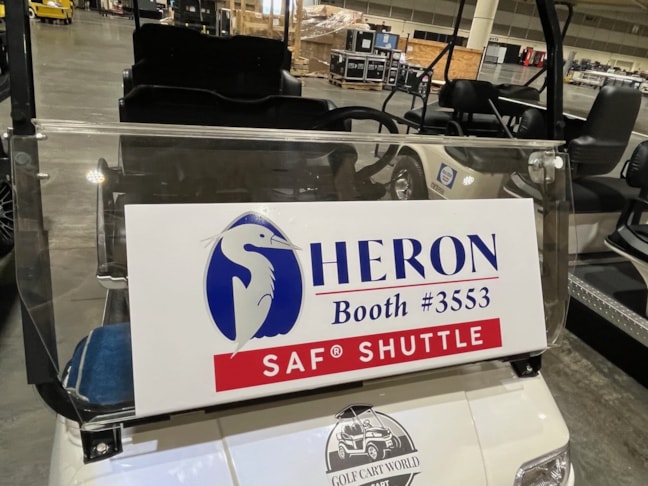 HERON
Booth #3553
SAF® SHUTTLE
GOLF CART WORLD